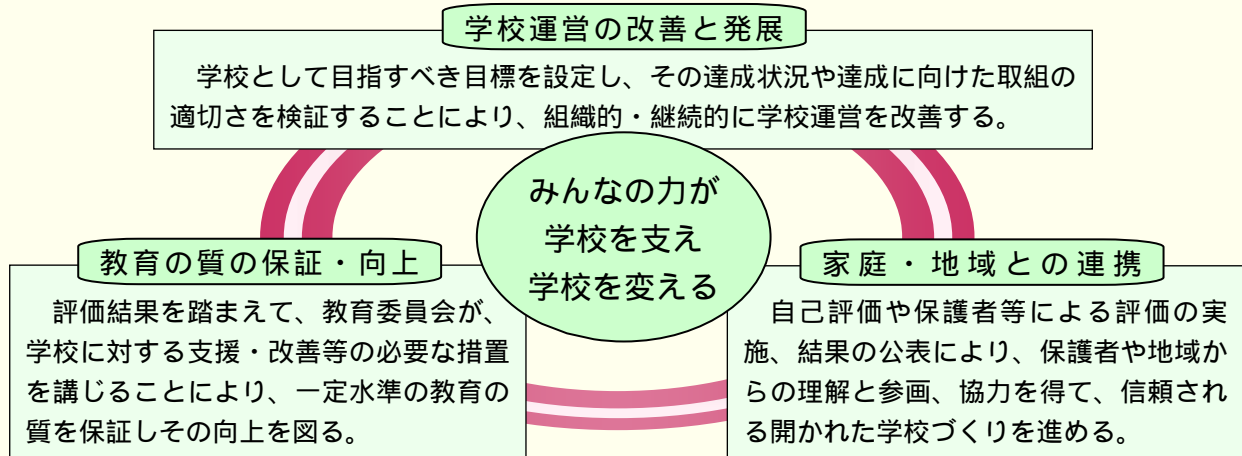 学校運営の改善と発展
　学校として目指すべき目標を設定し、その達成状況や達成に向けた取組の
適切さを検証することにより、組織的・継続的に学校運営を改善する。
みんなの力が
学校を支え
学校を変える
教育の質の保証・向上
　評価結果を踏まえて、教育委員会が、
学校に対する支援・改善等の必要な措置
を講じることにより、一定水準の教育の
質を保証しその向上を図る。
家庭・地域との連携
　自己評価や保護者等による評価の実
施、結果の公表により、保護者や地域か
らの理解と参画、協力を得て、信頼され
る開かれた学校づくりを進める。